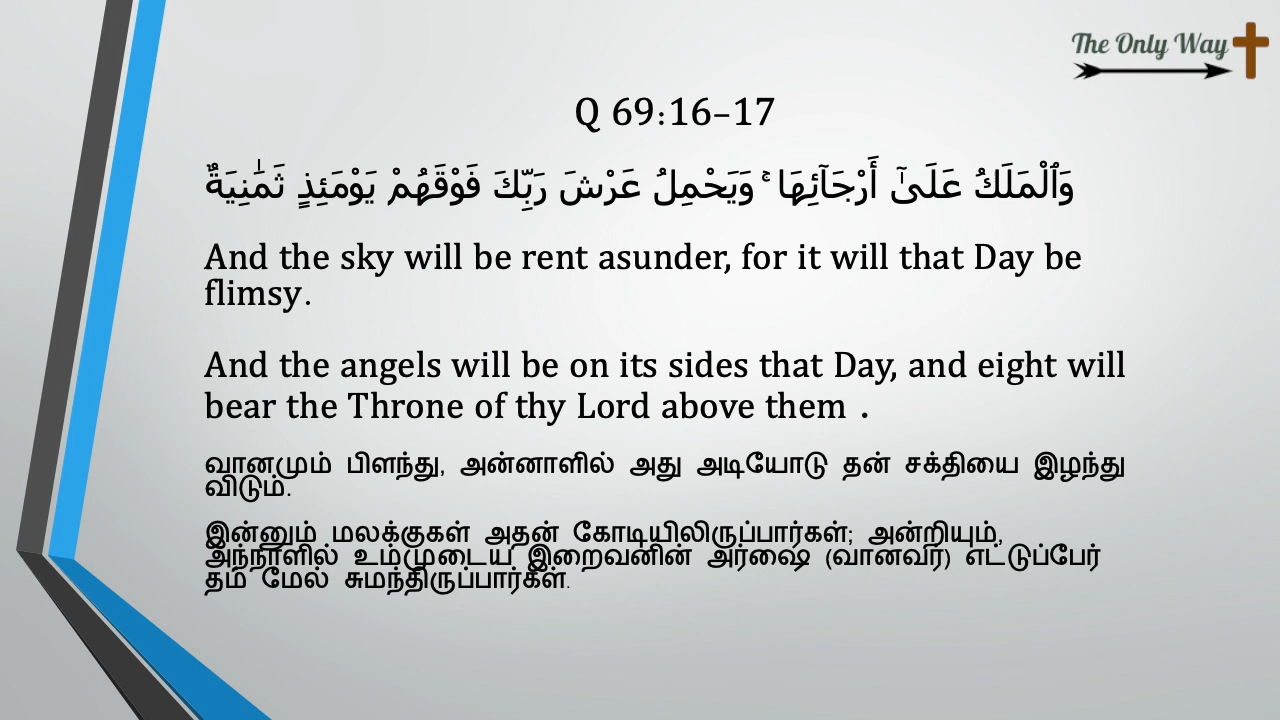 The Only Way
Q 69:16–17
وَٱلْمَلَكُ عَلَىٰٓ أَرْجَآئِهَا ۚ وَيَحْمِلُ عَرْشَ رَبِّكَ فَوْقَهُمْ يَوْمَئِذٍ ثَمَٰنِيَةٌ
And the sky will be rent asunder, for it will that Day be
flimsy.
And the angels will be on its sides that Day, and eight will
bear the Throne of thy Lord above them .
வானமும் பிளந்து, அன்னாளில் அது அடியோடு தன் சக்தியை இழந்து
விடும்.
இன்னும் மலக்குகள் அதன் கோடியிலிருப்பார்கள்; அன்றியும்,
அந்நாளில் உம்முடைய இறைவனின் அர்ஷை (வானவர்) எட்டுப்பேர்
தம் மேல் சுமந்திருப்பார்கள்.